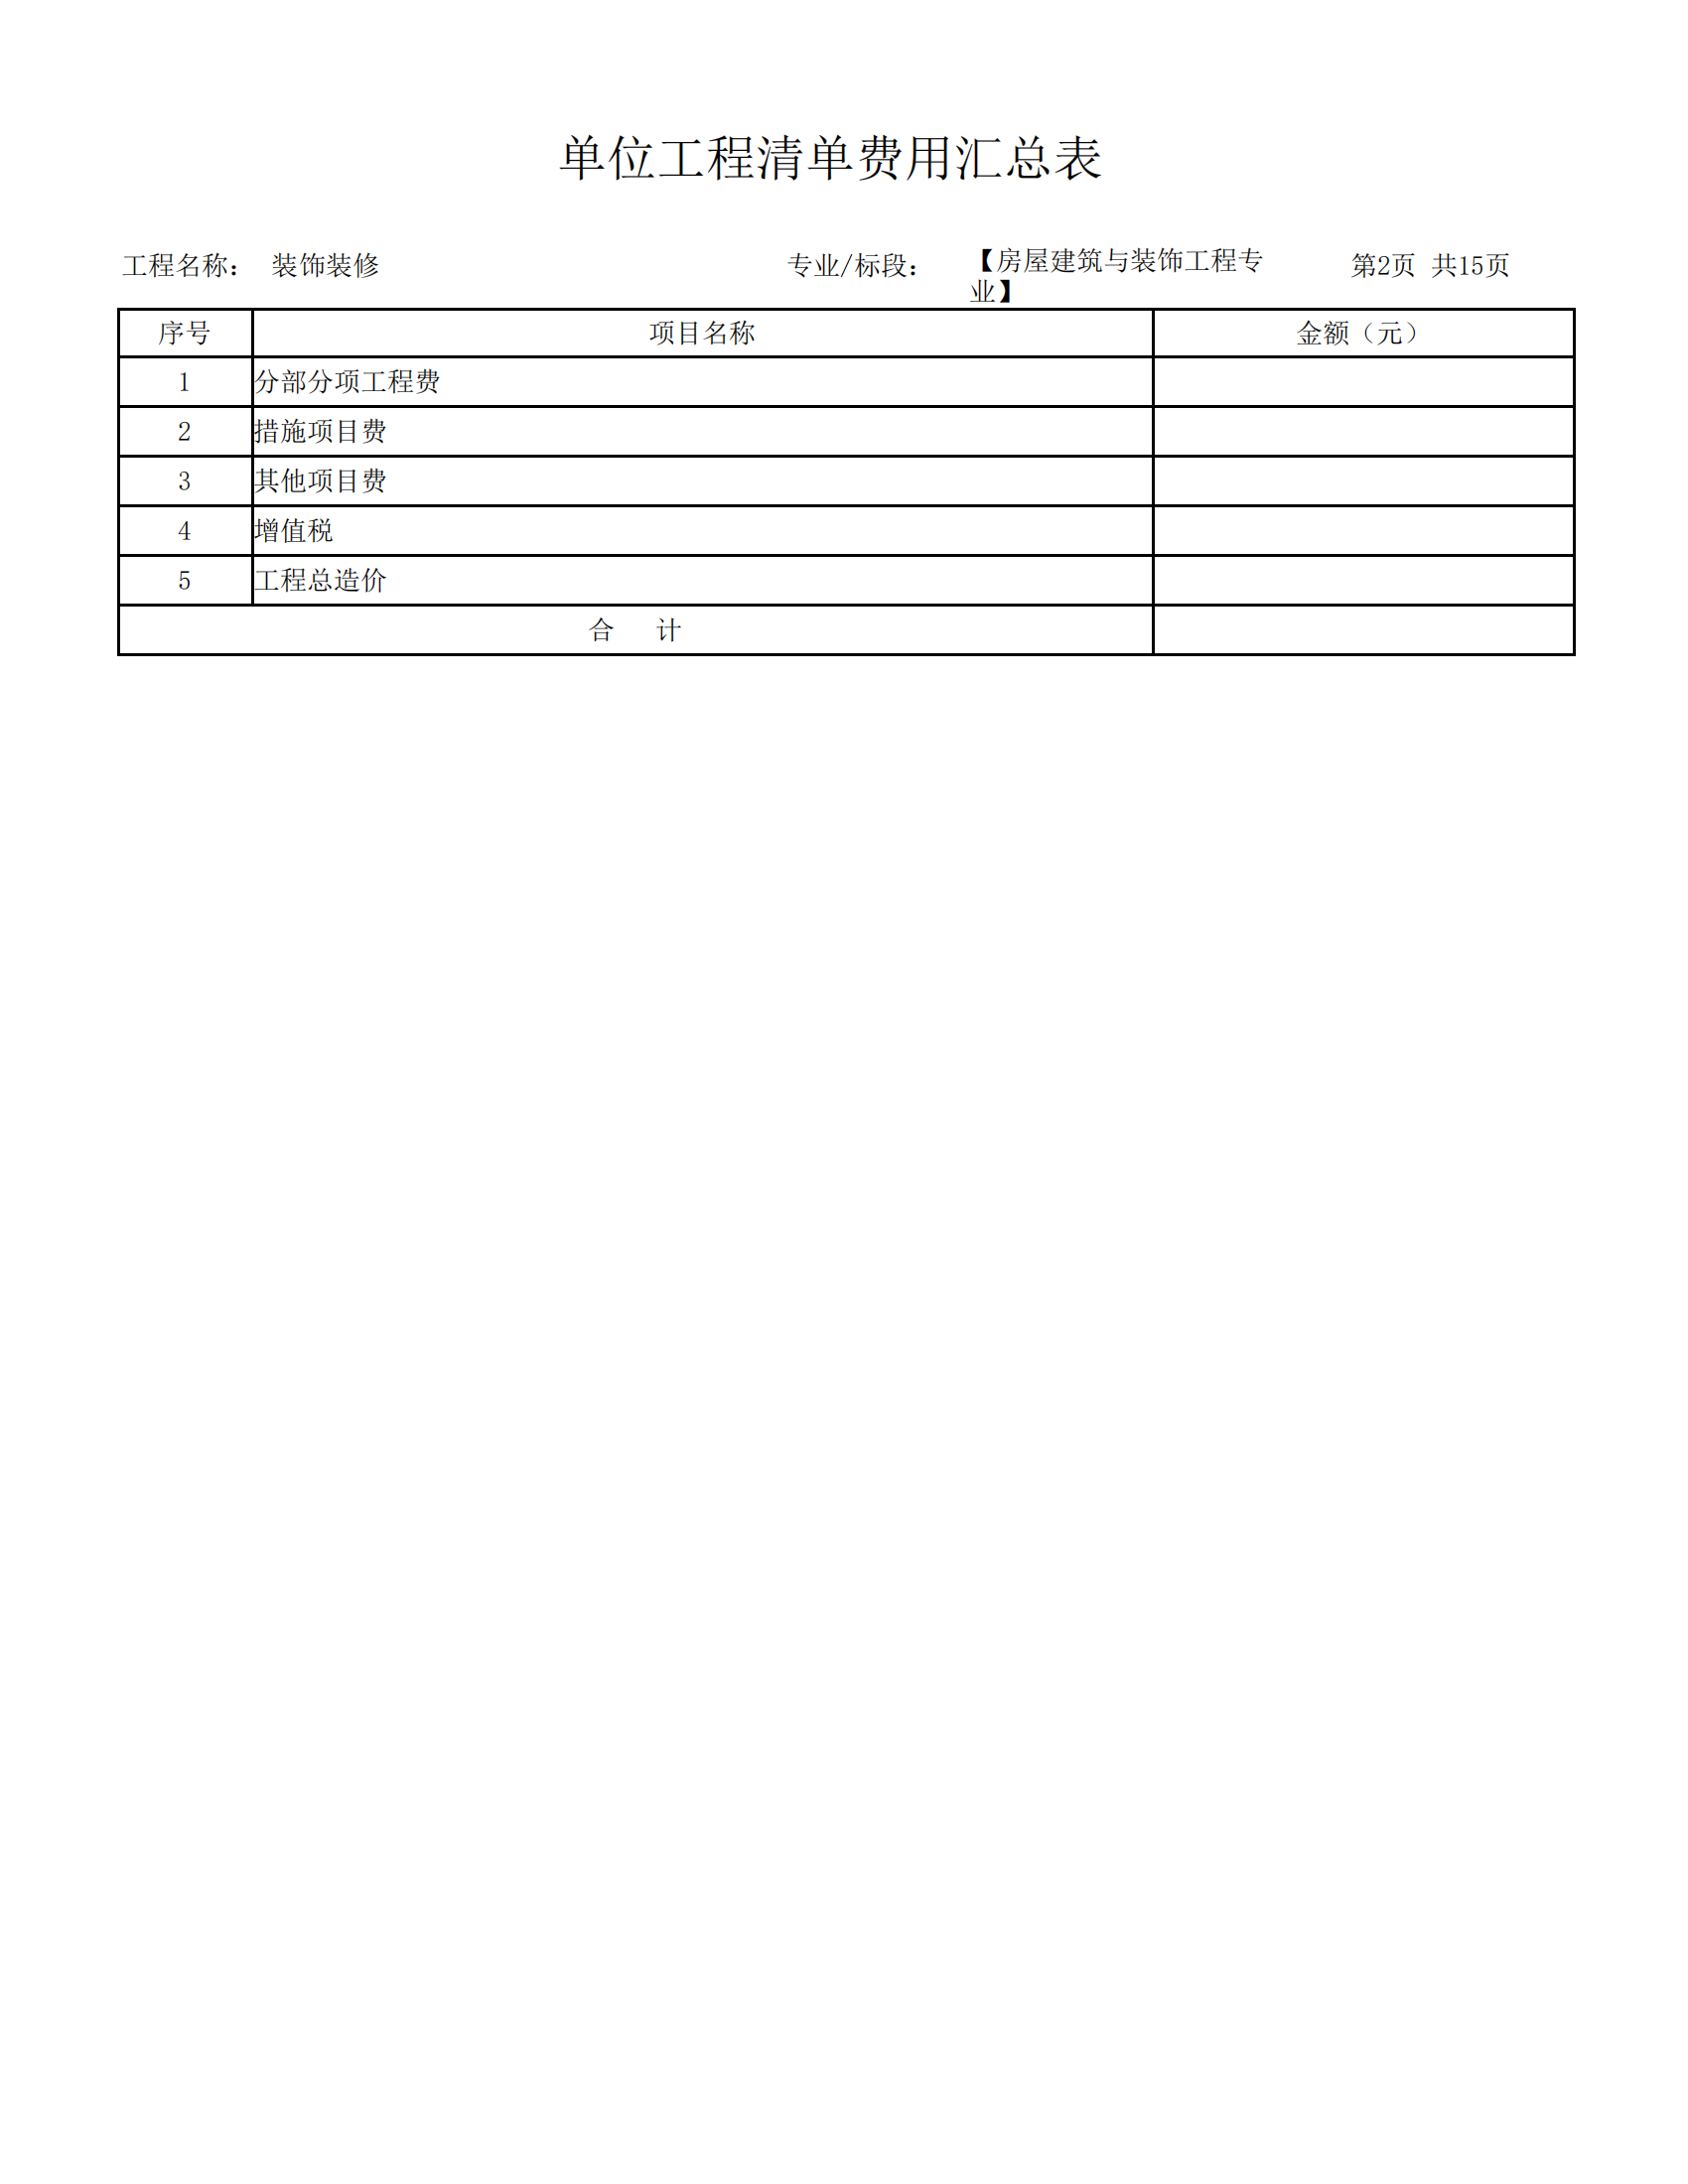 单位工程清单费用汇总表
工程名称： 装饰装修 专业/标段： 【房屋建筑与装饰工程专 第2页 共15页
业】
序号 项目名称 金额（元）
1 分部分项工程费
2 措施项目费
3 其他项目费
4 增值税
5 工程总造价
合 计